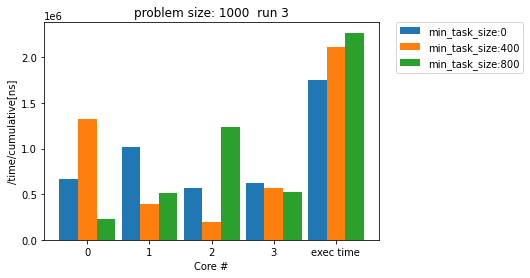 problem size: 1000  run 3
1e6
2.0
1.5
1.0
0.5
0.0
/time/cumulative[ns]
0
1
2
3
exec time
Core #
min_task_size:0
min_task_size:400
min_task_size:800